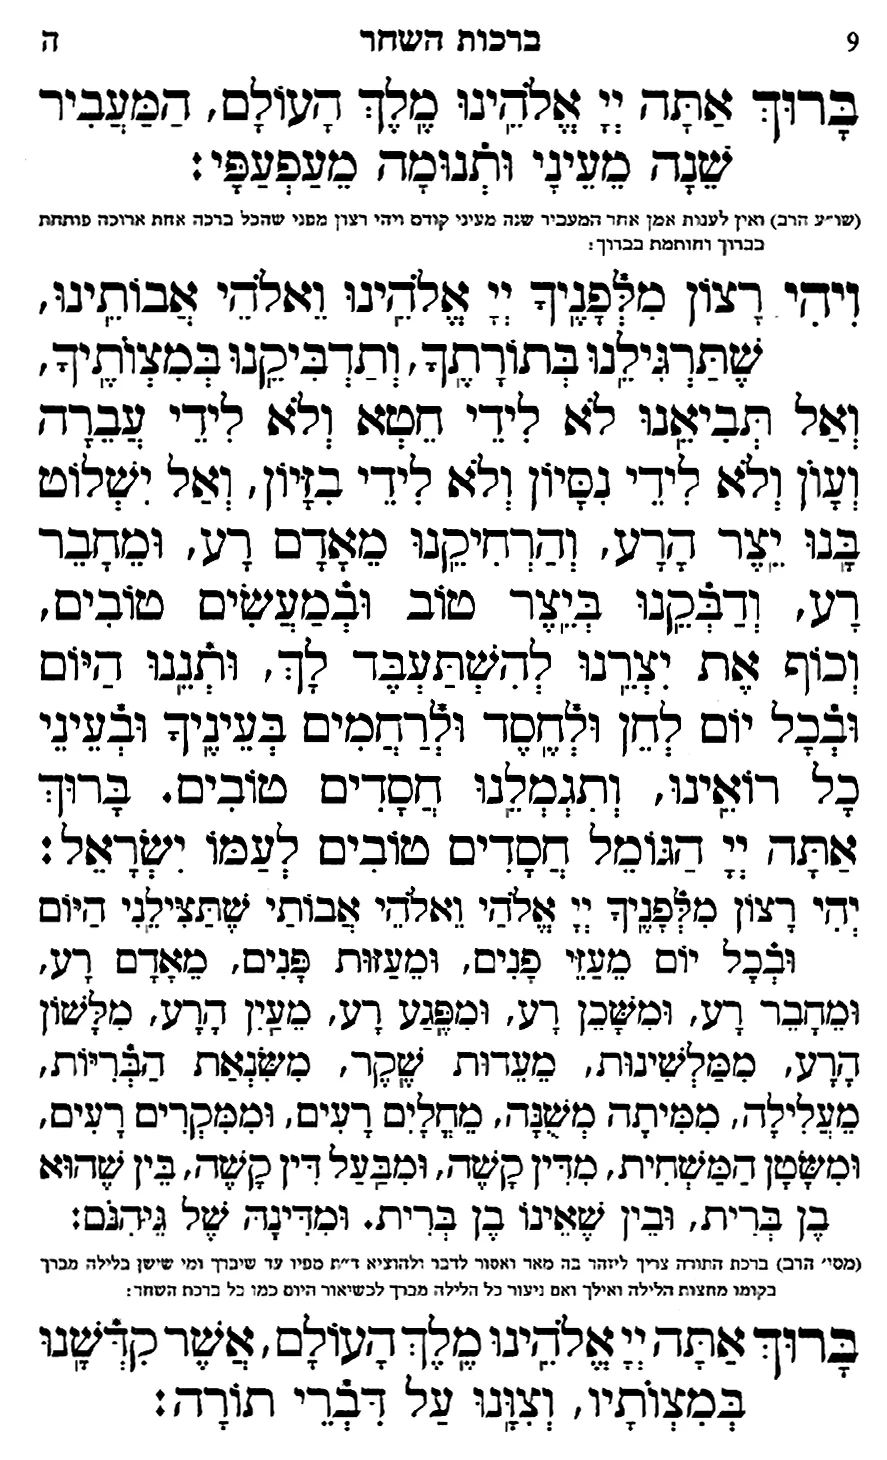 9 ברכות השחר ה
בָּרוּךְ אַתָּה יְיָ אֱלֹהֵינוּ מֶלֶךְ הָעוֹלָם, הַמַּעֲבִיר
שֵׁנָה מֵעֵינָי וּתְנוּמָה מֵעַפְעַפָּי:
(שו״ע הרב) ואין לענות אמן אחר המעביר שנה מעיני קודם ויהי רצון מפני שהכל ברכה אחת ארוכה פותחת
בברוך וחותמת בברוך:
וִיהִי רָצוֹן מִלְּפָנֶיךָ יְיָ אֱלֹהֵינוּ וֵאלֹהֵי אֲבוֹתֵינוּ,
שֶׁתַּרְגִּילֵנוּ בְּתוֹרָתֶךָ, וְתַדְבִּיקֵנוּ בְּמִצְוֹתֶיךָ,
וְאַל תְּבִיאֵנוּ לֹא לִידֵי חֵטְא וְלֹא לִידֵי עֲבֵרָה
וְעָוֹן וְלֹא לִידֵי נִסָּיוֹן וְלֹא לִידֵי בִזָּיוֹן, וְאַל יִשְׁלוֹט
בָּנוּ יֵצֶר הָרָע, וְהַרְחִיקֵנוּ מֵאָדָם רָע, וּמֵחָבֵר
רָע, וְדַבְּקֵנוּ בְּיֵצֶר טוֹב וּבְמַעֲשִׂים טוֹבִים,
וְכוֹף אֶת יִצְרֵנוּ לְהִשְׁתַּעְבֶּד לָךְ, וּתְנֵנוּ הַיּוֹם
וּבְכָל יוֹם לְחֵן וּלְחֶסֶד וּלְרַחֲמִים בְּעֵינֶיךָ וּבְעֵינֵי
כָל רוֹאֵינוּ, וְתִגְמְלֵנוּ חֲסָדִים טוֹבִים. בָּרוּךְ
אַתָּה יְיָ הַגּוֹמֵל חֲסָדִים טוֹבִים לְעַמּוֹ יִשְׂרָאֵל:
יְהִי רָצוֹן מִלְּפָנֶיךָ יְיָ אֱלֹהַי וֵאלֹהֵי אֲבוֹתַי שֶׁתַּצִּילֵנִי הַיּוֹם
וּבְכָל יוֹם מֵעַזֵּי פָנִים, וּמֵעַזּוּת פָּנִים, מֵאָדָם רָע,
וּמֵחָבֵר רָע, וּמִשָּׁכֵן רָע, וּמִפֶּגַע רָע, מֵעַיִן הָרָע, מִלָּשׁוֹן
הָרָע, מִמַּלְשִׁינוּת, מֵעֵדוּת שֶׁקֶר, מִשִּׂנְאַת הַבְּרִיּוֹת,
מֵעֲלִילָה, מִמִּיתָה מְשֻׁנָּה, מֵחֳלָיִם רָעִים, וּמִמִּקְרִים רָעִים,
וּמִשָּׂטָן הַמַּשְׁחִית, מִדִּין קָשֶׁה, וּמִבַּעַל דִּין קָשֶׁה, בֵּין שֶׁהוּא
בֶן בְּרִית, וּבֵין שֶׁאֵינוֹ בֶן בְּרִית. וּמִדִּינָהּ שֶׁל גֵּיהִנֹּם:
(מסי׳ הרב) ברכת התורה צריך ליזהר בה מאד ואסור לדבר ולהוציא ד״ת מפיו עד שיברך ומי שישן בלילה מברך
בקומו מחצות הלילה ואילך ואם ניעור כל הלילה מברך לכשיאור היום כמו כל ברכת השחר:
בָּרוּךְ אַתָּה יְיָ אֱלֹהֵינוּ מֶלֶךְ הָעוֹלָם, אֲשֶׁר קִדְּשָׁנוּ
בְּמִצְוֹתָיו, וְצִוָּנוּ עַל דִּבְרֵי תוֹרָה: